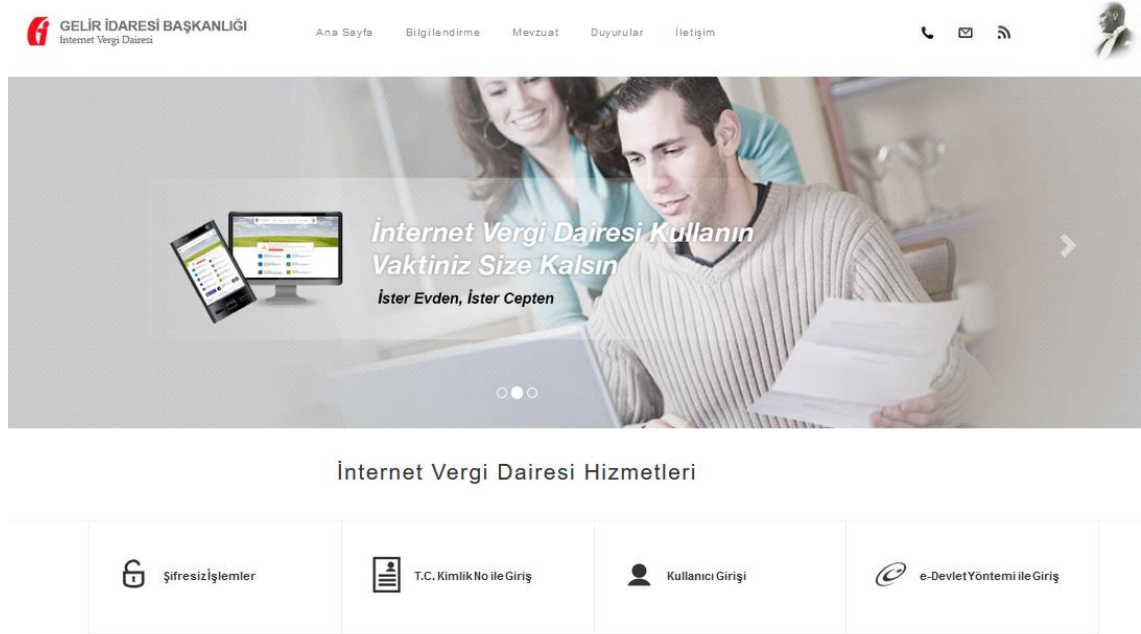 GELİR İDARESİ BAŞKANLIĞI
İnternet Vergi Dairesi
Ana Sayfa
Bilgilendirme
Mevzuat
Duyurular
İletişim
İnternet Vergi Dairesi Kullanın
Vaktiniz Size Kalsın
İster Evden, İster Cepten
İnternet Vergi Dairesi Hizmetleri
Şifresiz İşlemler
T.C. Kimlik No ile Giriş
Kullanıcı Girişi
e-Devlet Yöntemi ile Giriş